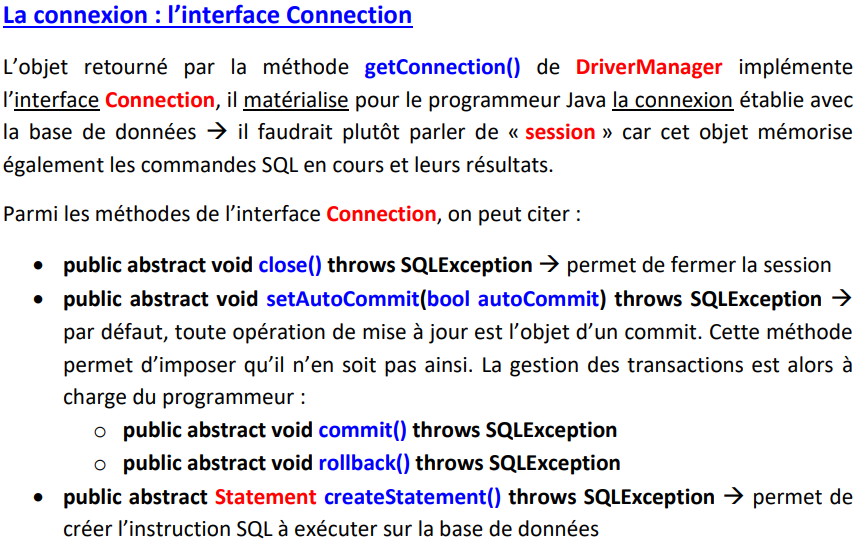 La connexion : l’interface Connection
L’objet retourné par la méthode getConnection() de DriverManager implémente
l’interface Connection, il matérialise pour le programmeur Java la connexion établie avec
la base de données → il faudrait plutôt parler de « session » car cet objet mémorise
également les commandes SQL en cours et leurs résultats.
Parmi les méthodes de l’interface Connection, on peut citer :
• public abstract void close() throws SQLException → permet de fermer la session
• public abstract void setAutoCommit(bool autoCommit) throws SQLException →
par défaut, toute opération de mise à jour est l’objet d’un commit. Cette méthode
permet d’imposer qu’il n’en soit pas ainsi. La gestion des transactions est alors à
charge du programmeur :
o public abstract void commit() throws SQLException
o public abstract void rollback() throws SQLException
• public abstract Statement createStatement() throws SQLException → permet de
créer l’instruction SQL à exécuter sur la base de données